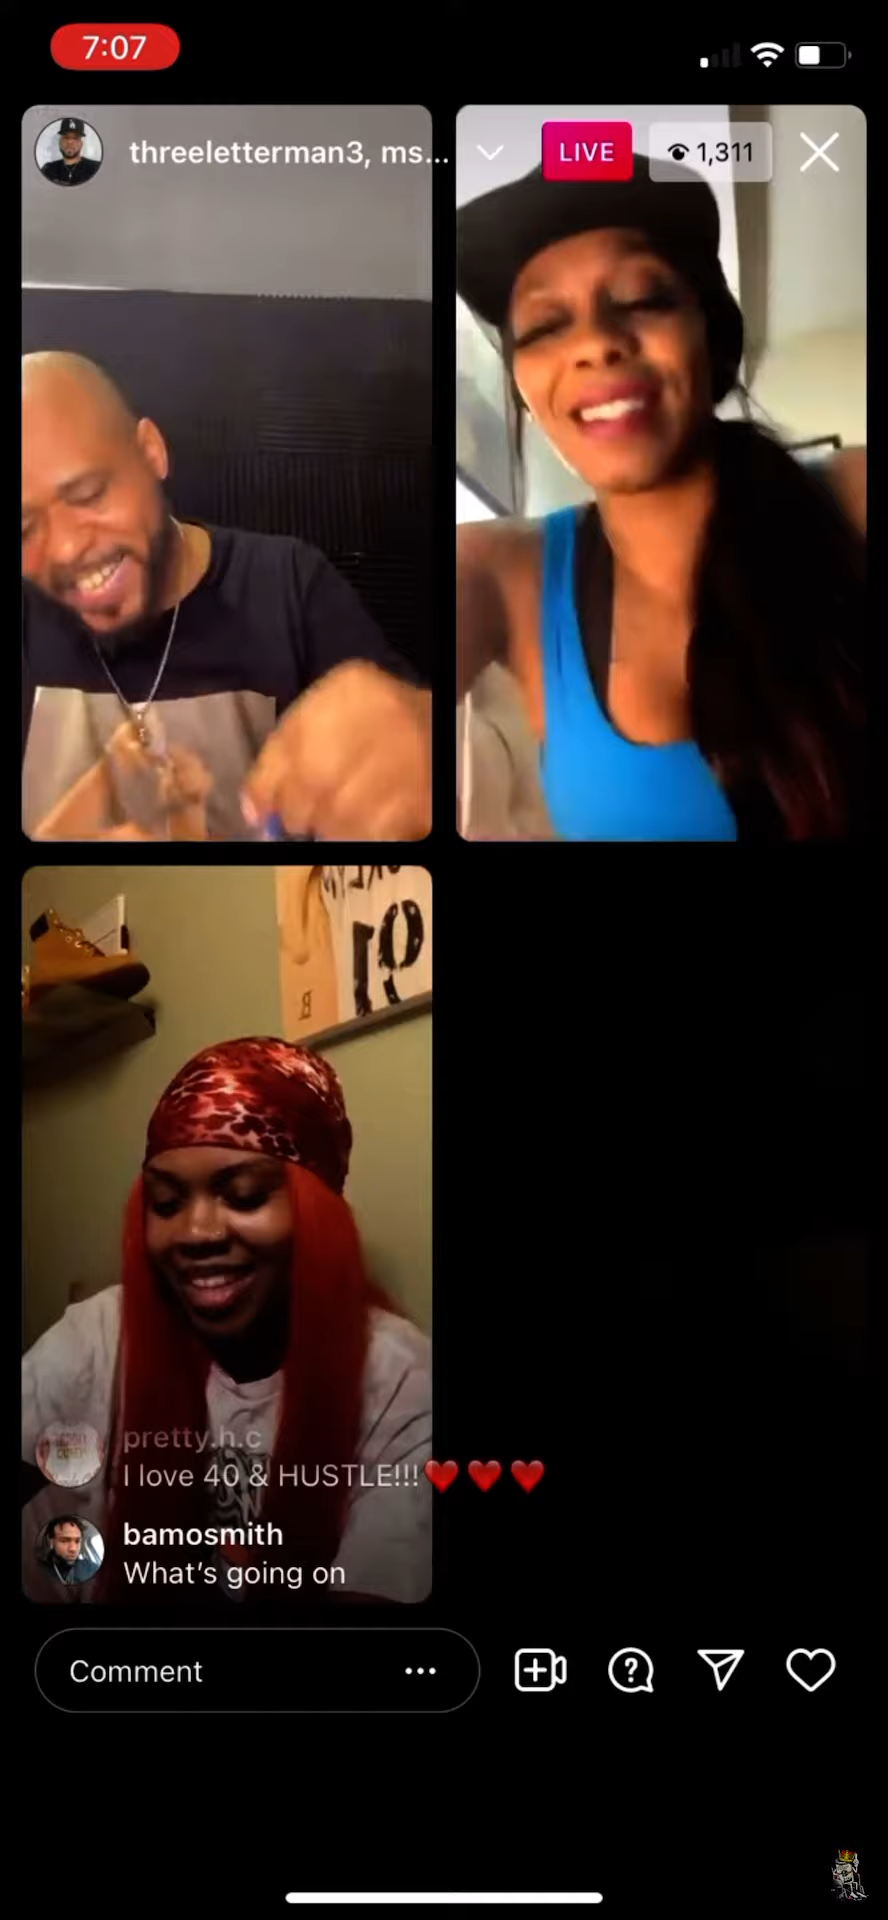 7:07
threeletterman3, ms...
LIVE
1,311
pretty.h.c
I love 40 & HUSTLE!!!❤️❤️❤️
bamosmith
What's going on
Comment